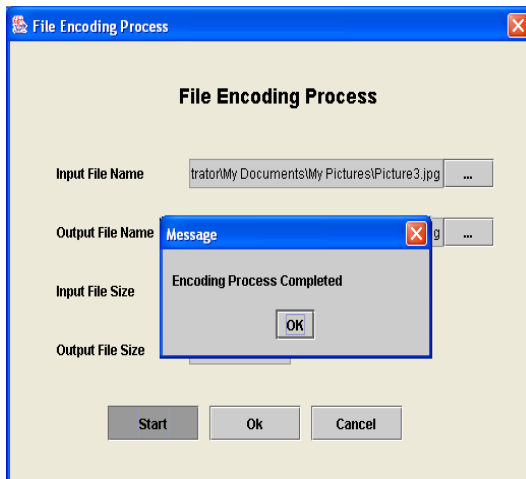 File Encoding Process
File Encoding Process
Input File Name
trator\My Documents\My Pictures\Picture3.jpg
...
Output File Name
g
...
Message
Encoding Process Completed
OK
Input File Size
Output File Size
Start
Ok
Cancel